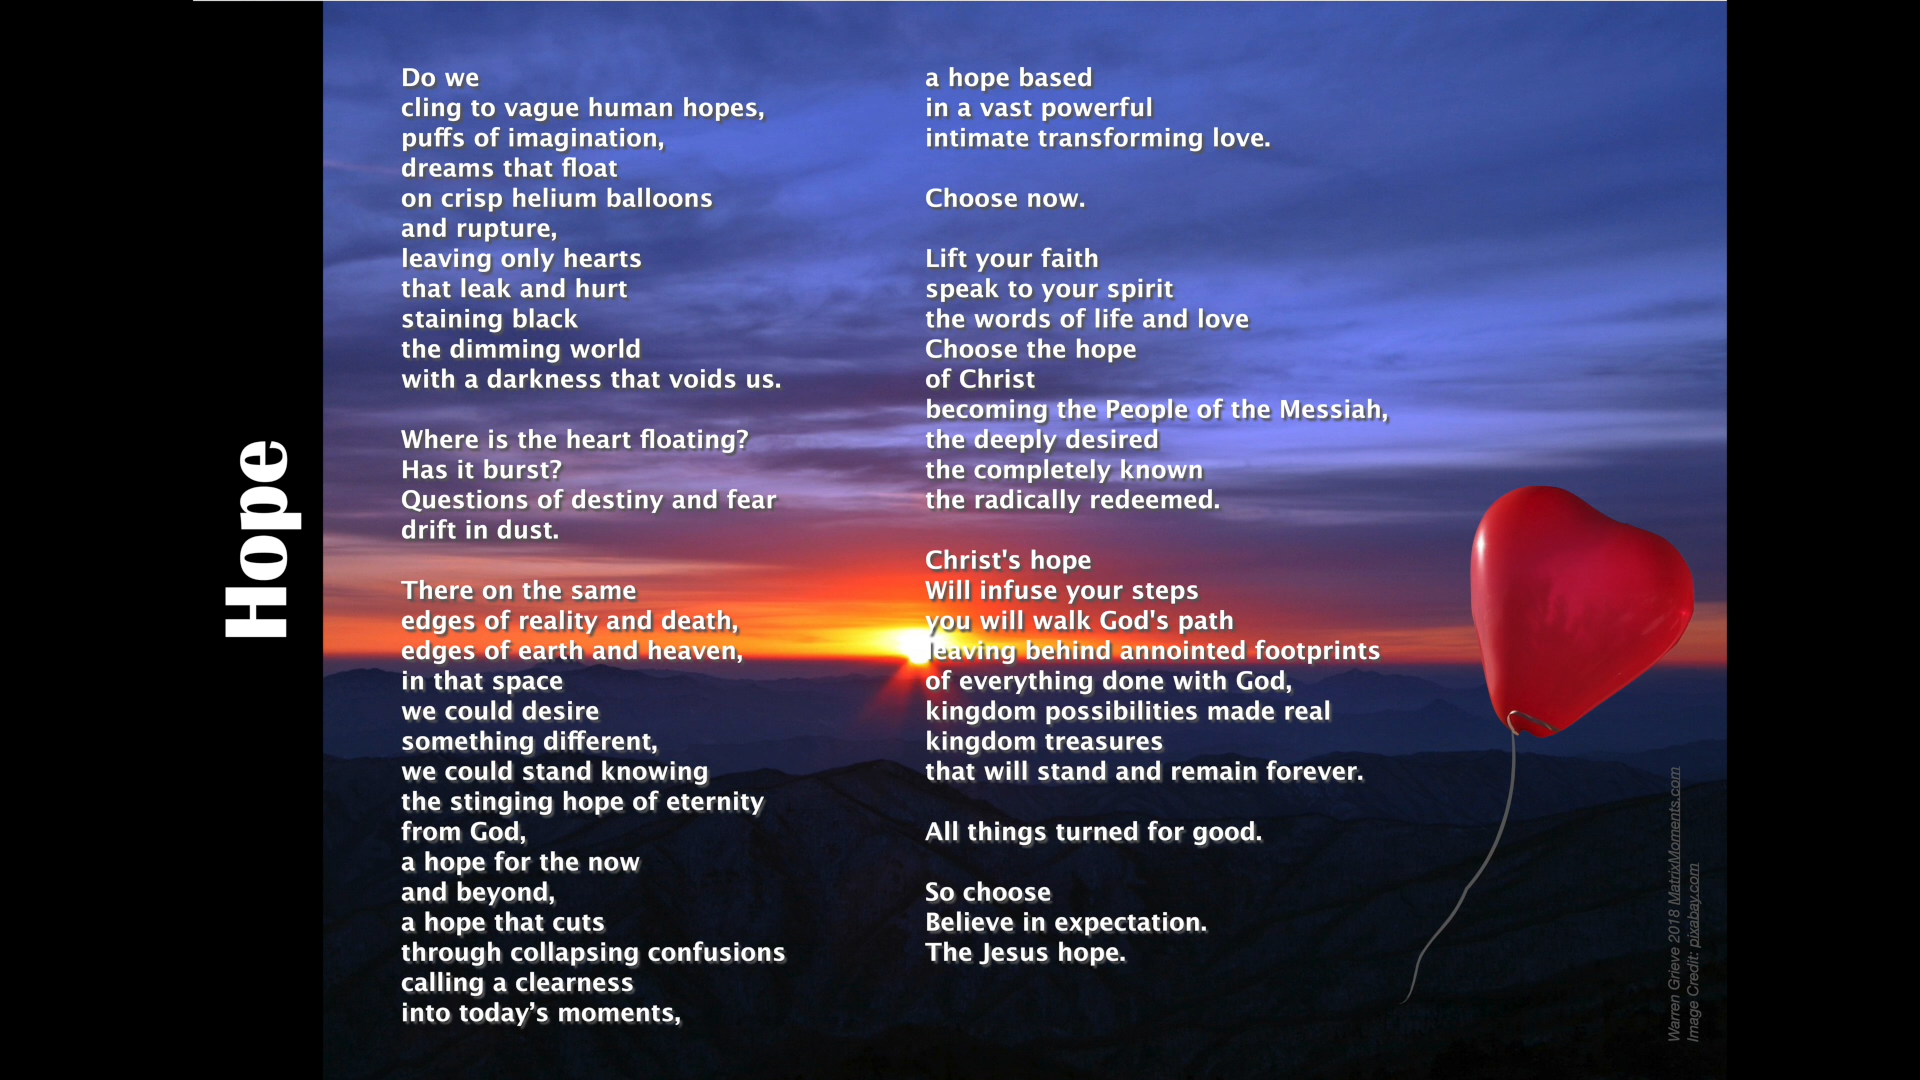 Hope
Do we
cling to vague human hopes,
puffs of imagination,
dreams that float
on crisp helium balloons
and rupture,
leaving only hearts
that leak and hurt
staining black
the dimming world
with a darkness that voids us.
Where is the heart floating?
Has it burst?
Questions of destiny and fear
drift in dust.
There on the same
edges of reality and death,
edges of earth and heaven,
in that space
we could desire
something different,
we could stand knowing
the stinging hope of eternity
from God,
a hope for the now
and beyond,
a hope that cuts
through collapsing confusions
calling a clearness
into today’s moments,
a hope based
in a vast powerful
intimate transforming love.
Choose now.
Lift your faith
speak to your spirit
the words of life and love
Choose the hope
of Christ
becoming the People of the Messiah,
the deeply desired
the completely known
the radically redeemed.
Christ's hope
Will infuse your steps
you will walk God's path
leaving behind annointed footprints
of everything done with God,
kingdom possibilities made real
kingdom treasures
that will stand and remain forever.
All things turned for good.
So choose
Believe in expectation.
The Jesus hope.
Warren Grieve 2018 MatrixMoments.com
Image Credit: pixabay.com